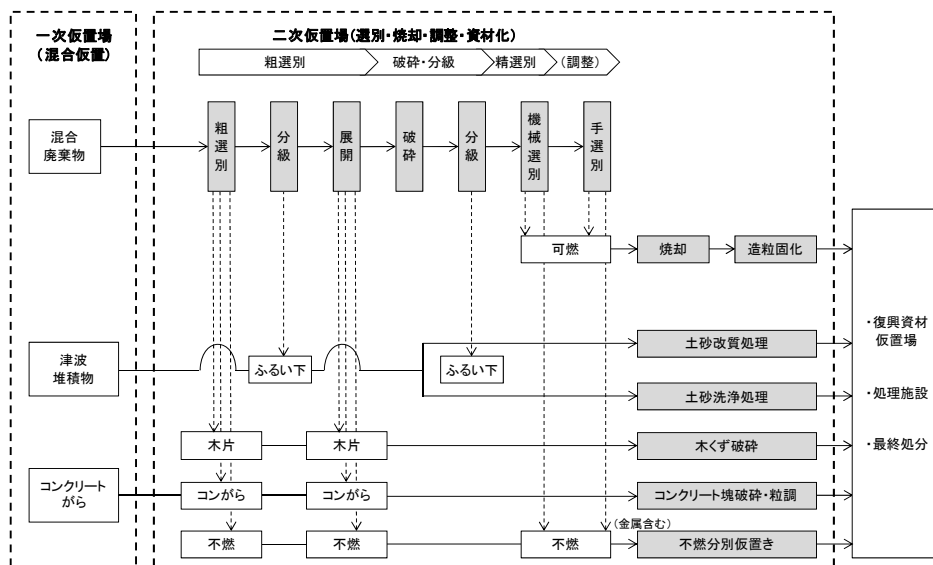 一次仮置場
(混合仮置)
二次仮置場(選別・焼却・調整・資材化)
粗選別
破砕・分級
精選別
(調整)
混合
廃棄物
粗選別
分級
展開
破砕
分級
機械選別
手選別
可燃
焼却
造粒固化
津波
堆積物
ふるい下
ふるい下
土砂改質処理
土砂洗浄処理
・復興資材
仮置場
・処理施設
・最終処分
木片
木片
木くず破砕
コンクリート
がら
コンがら
コンがら
コンクリート塊破砕・粒調
(金属含む)
不燃
不燃
不燃
不燃分別仮置き